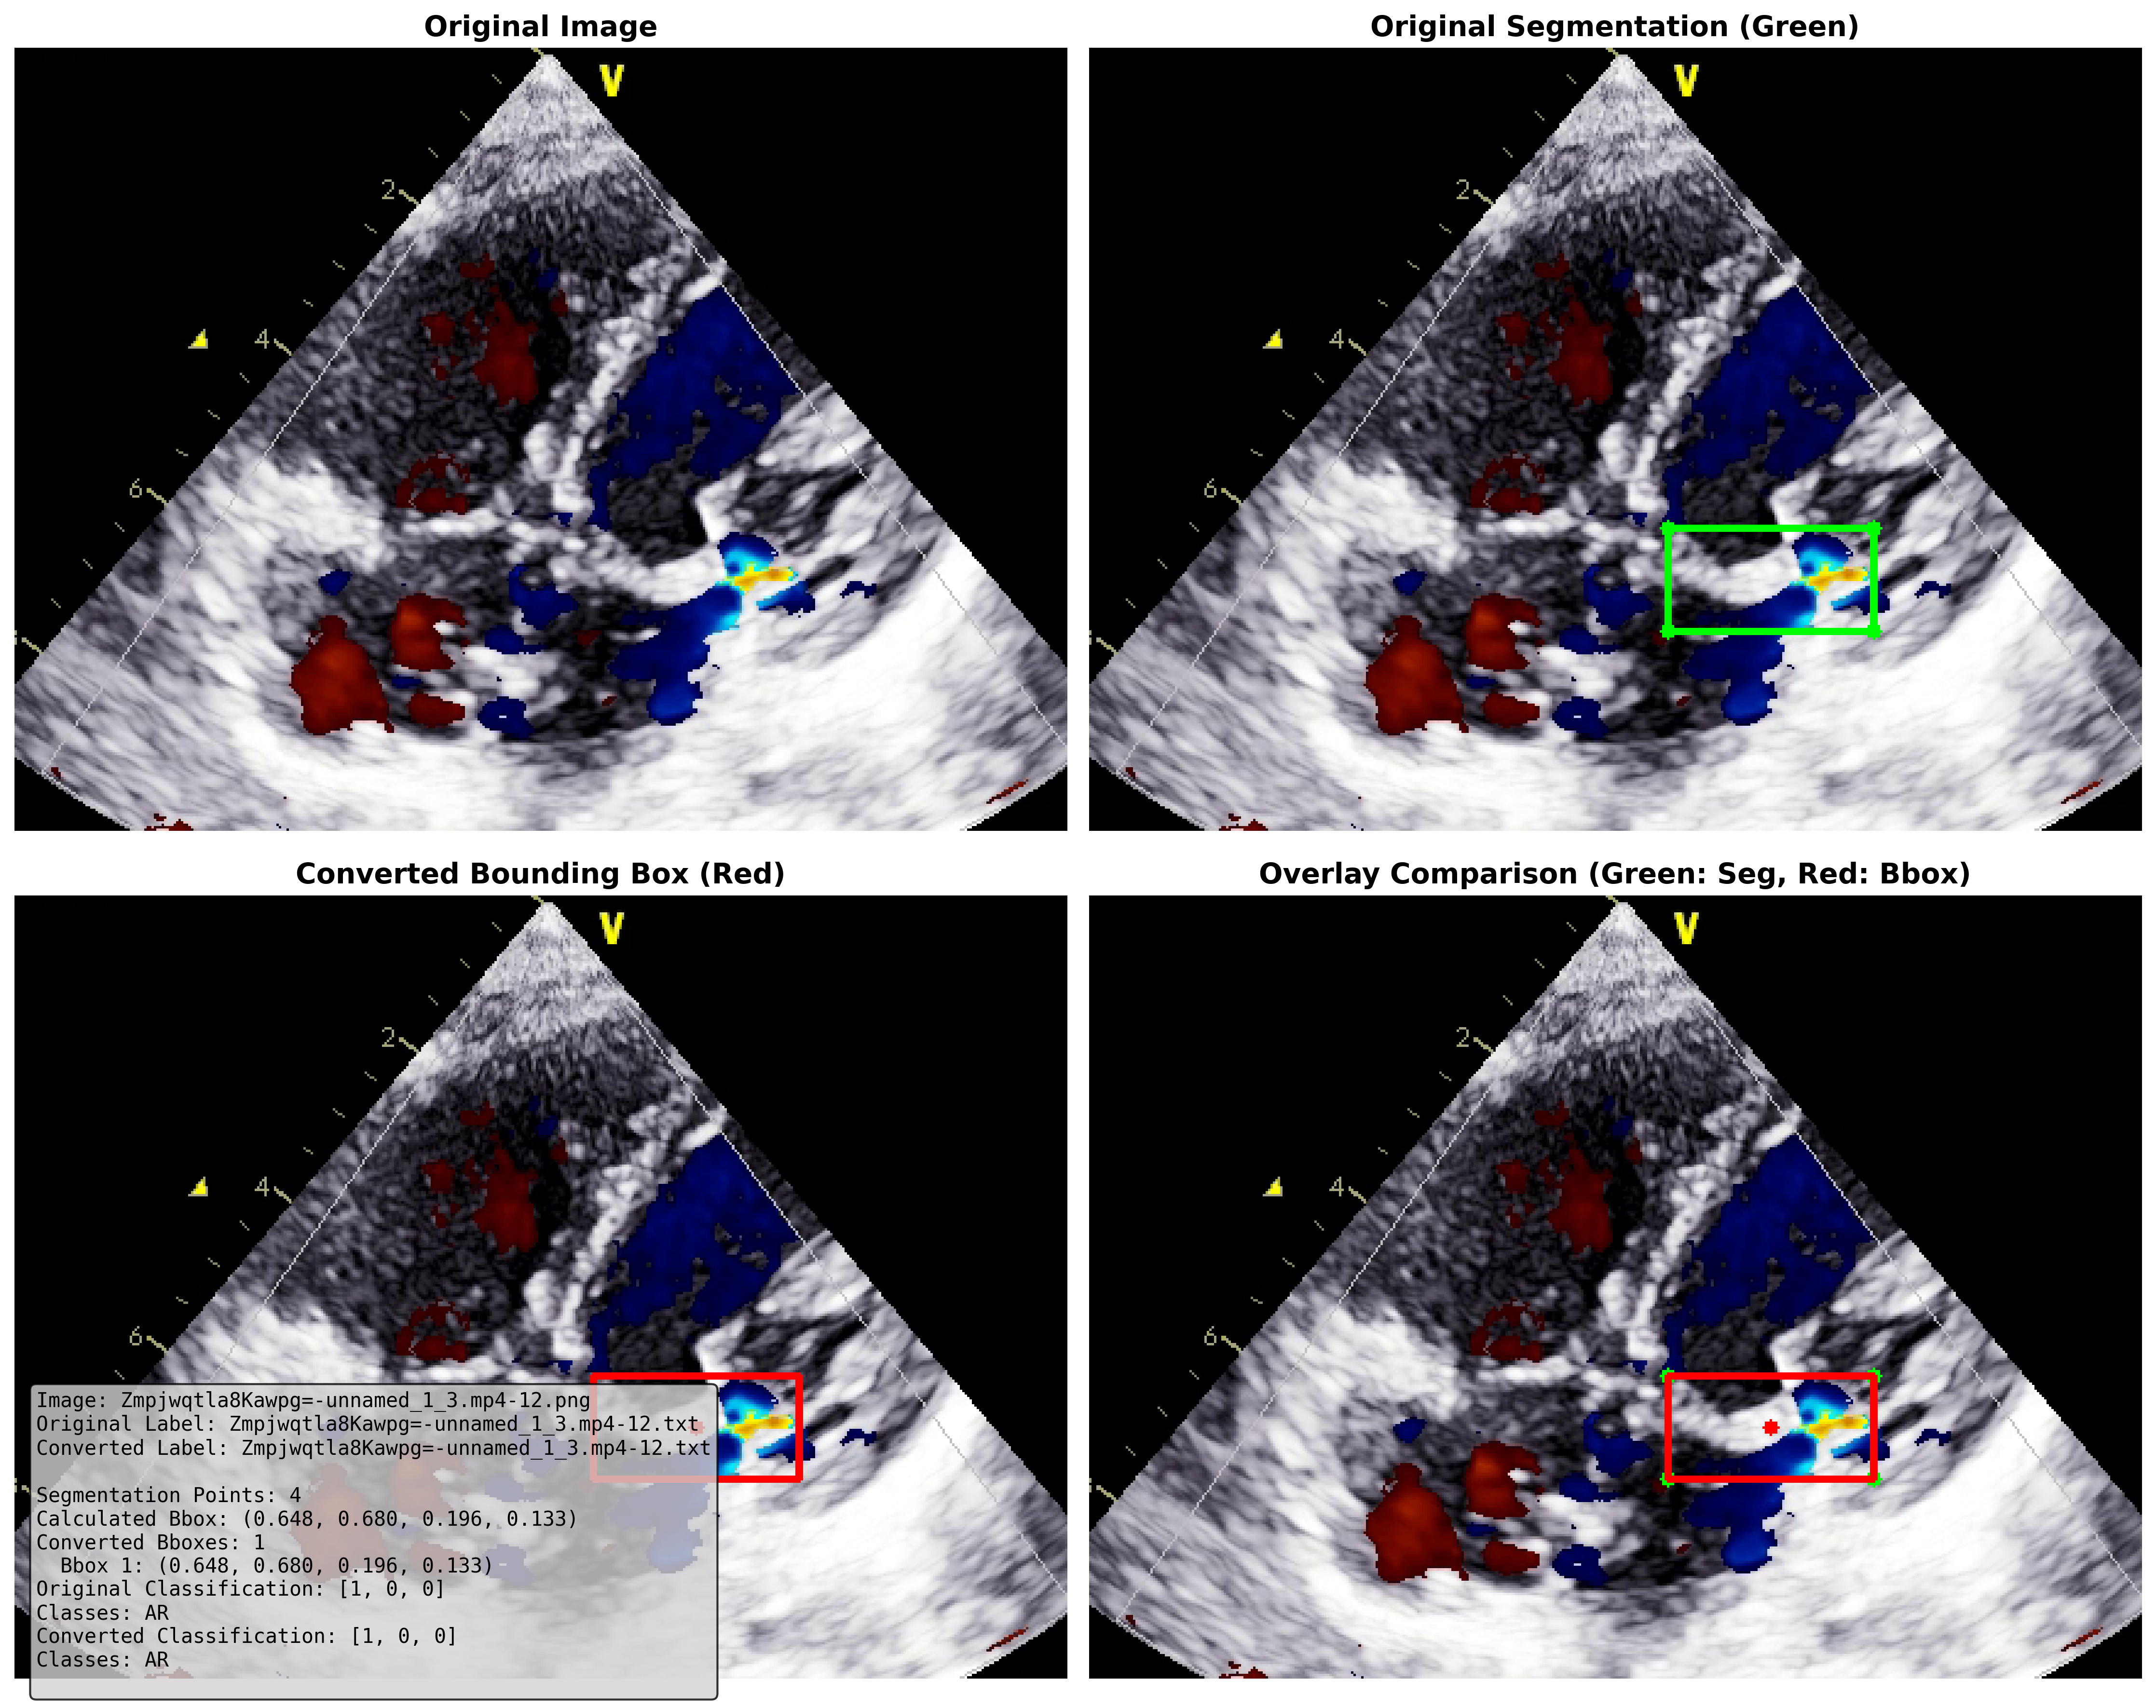 Original Image
Original Segmentation (Green)
V
2
4
6
V
2
4
6
Converted Bounding Box (Red)
Overlay Comparison (Green: Seg, Red: Bbox)
V
2
4
6
V
2
4
6
Image: Zmpjwqtla8Kawpg=-unnamed_1_3.mp4-12.png
Original Label: Zmpjwqtla8Kawpg=-unnamed_1_3.mp4-12.txt
Converted Label: Zmpjwqtla8Kawpg=-unnamed_1_3.mp4-12.txt
Segmentation Points: 4
Calculated Bbox: (0.648, 0.680, 0.196, 0.133)
Converted Bboxes: 1
Bbox 1: (0.648, 0.680, 0.196, 0.133)
Original Classification: [1, 0, 0]
Classes: AR
Converted Classification: [1, 0, 0]
Classes: AR